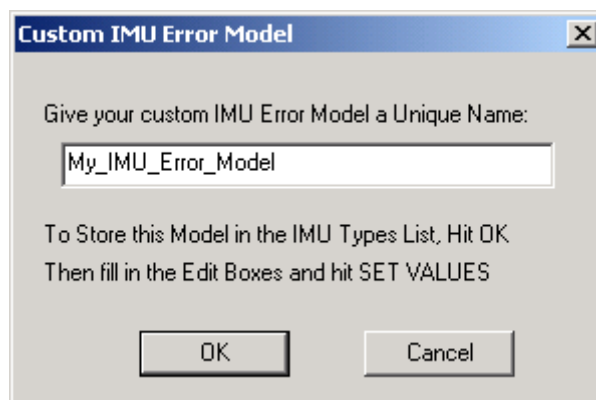 Custom IMU Error Model
Give your custom IMU Error Model a Unique Name:
My_IMU_Error_Model
To Store this Model in the IMU Types List, Hit OK
Then fill in the Edit Boxes and hit SET VALUES
OK
Cancel